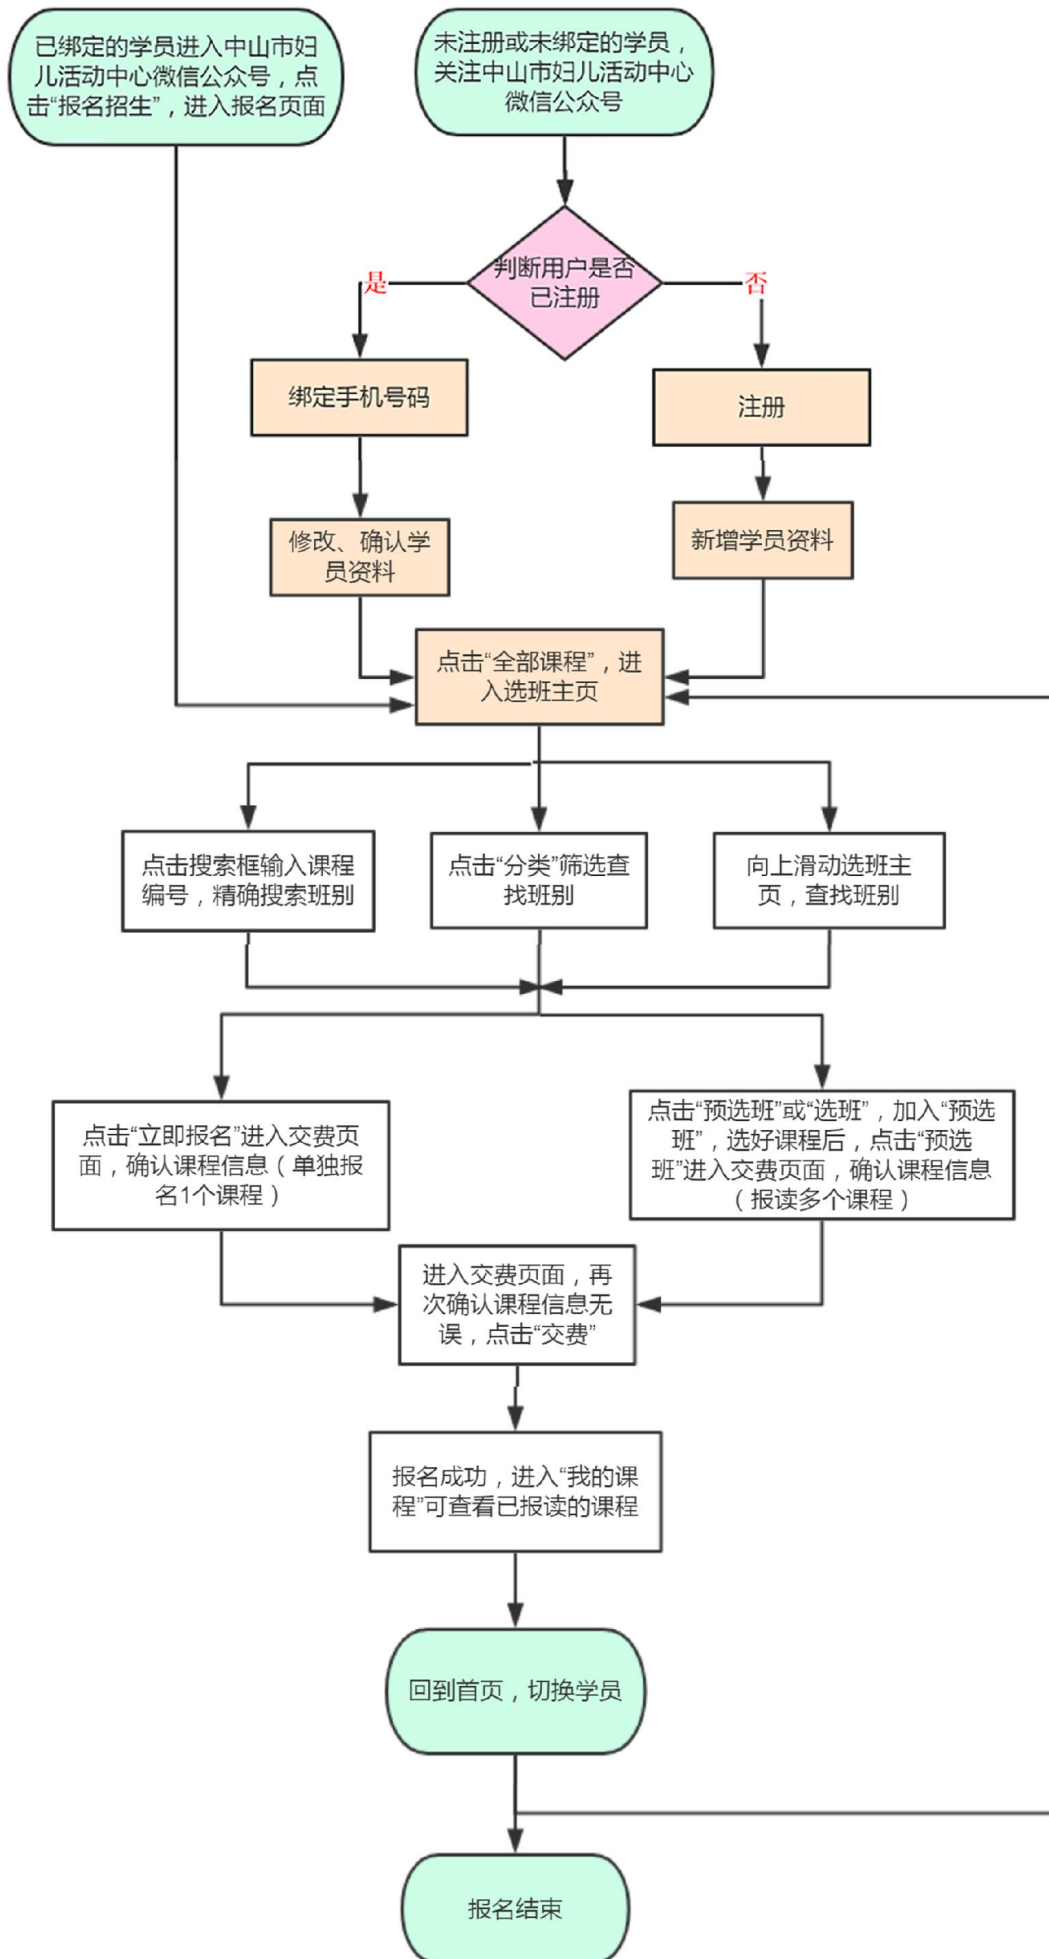 已绑定的学员进入中山市妇
儿活动中心微信公众号，点
击“报名招生”，进入报名页面
未注册或未绑定的学员，
关注中山市妇儿活动中心
微信公众号
判断用户是否
已注册
是
否
绑定手机号码
注册
修改、确认学
员资料
新增学员资料
点击“全部课程”，进
入选班主页
点击搜索框输入课程
编号，精确搜索班别
点击“分类”筛选查
找班别
向上滑动选班主
页，查找班别
点击“立即报名”进入交费页
面，确认课程信息（单独报
名1个课程）
点击“预选班”或“选班”，加入“预选
班”，选好课程后，点击“预选
班”进入交费页面，确认课程信息
（报读多个课程）
进入交费页面，再
次确认课程信息无
误，点击“交费”
报名成功，进入“我的课
程”可查看已报读的课程
回到首页，切换学员
报名结束